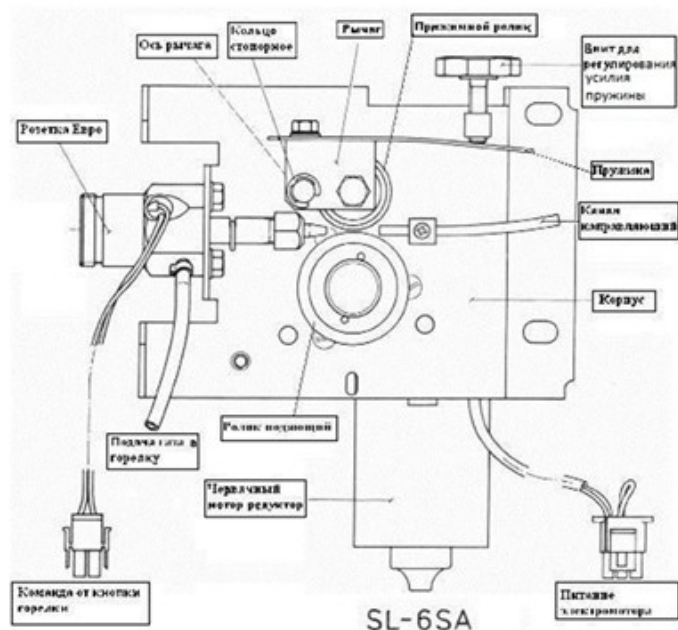 Кольцо
стопорное
Рычаг
Прижимной ролик
Ось рычага
Винт для
регулирования
усилия
пружины
Розетка Евро
Пружина
Канал
направляющий
Корпус
Ролик подающий
Подача газа в
горелку
Червячный
мотор редуктор
Команда от кнопки
горелки
Питание
электромотора
SL-6SA